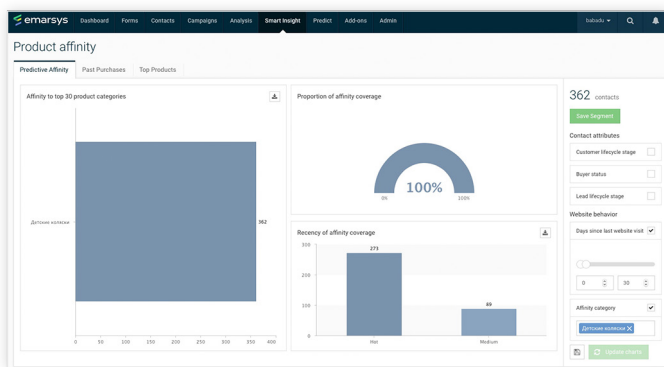 emarsys
Dashboard Forms Contacts Campaigns Analysis Smart Insight Predict Add-ons Admin
babadu
Product affinity
Predictive Affinity Past Purchases Top Products
Affinity to top 30 product categories
Детские коляски
362
0 50 100 150 200 250 300 350 400
Proportion of affinity coverage
100%
0% 100%
Recency of affinity coverage
300
273
200
100
89
0
Hot Medium
362 contacts
Save Segment
Contact attributes
Customer lifecycle stage
Buyer status
Lead lifecycle stage
Website behavior
Days since last website visit
0 30
Affinity category
Детские коляски
Update charts